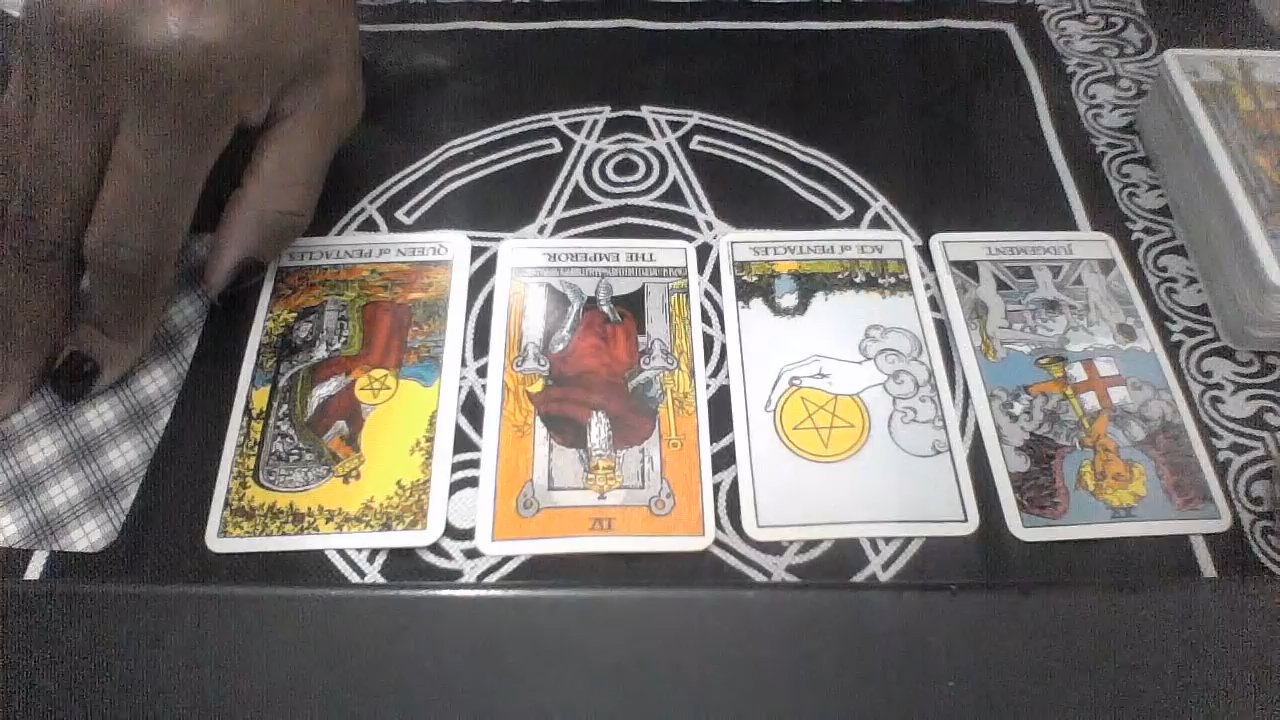 QUEEN of PENTACLES.
THE EMPEROR.
ACE of PENTACLES.
JUDGEMENT.
IV